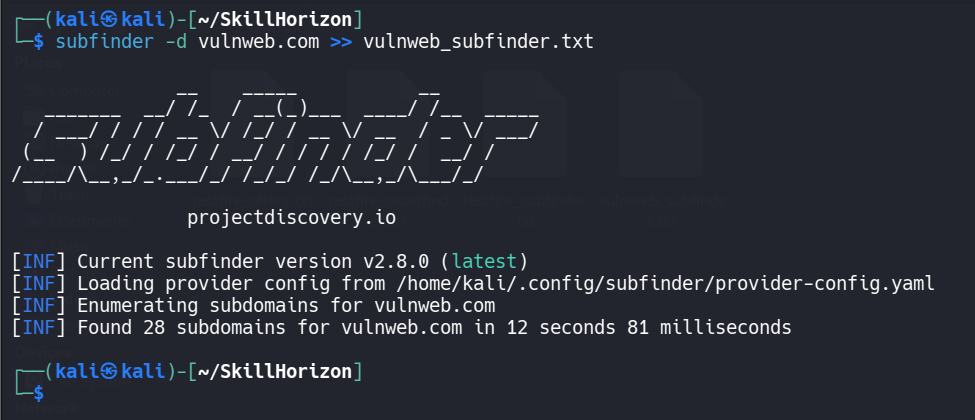 ┌──(kali㉿kali)-[~/SkillHorizon]
└─$ subfinder -d vulnweb.com >> vulnweb_subfinder.txt
               __    _____           __
   _______  __/ /_  / __(_)___  ____/ /__  _____
  / ___/ / / / __ \/ /_/ / __ \/ __  / _ \/ ___/
 (__  ) /_/ / /_/ / __/ / / / / /_/ /  __/ /
/____/\__,_/_.___/_/ /_/_/ /_/\__,_/\___/_/
projectdiscovery.io
[INF] Current subfinder version v2.8.0 (latest)
[INF] Loading provider config from /home/kali/.config/subfinder/provider-config.yaml
[INF] Enumerating subdomains for vulnweb.com
[INF] Found 28 subdomains for vulnweb.com in 12 seconds 81 milliseconds
┌──(kali㉿kali)-[~/SkillHorizon]
└─$